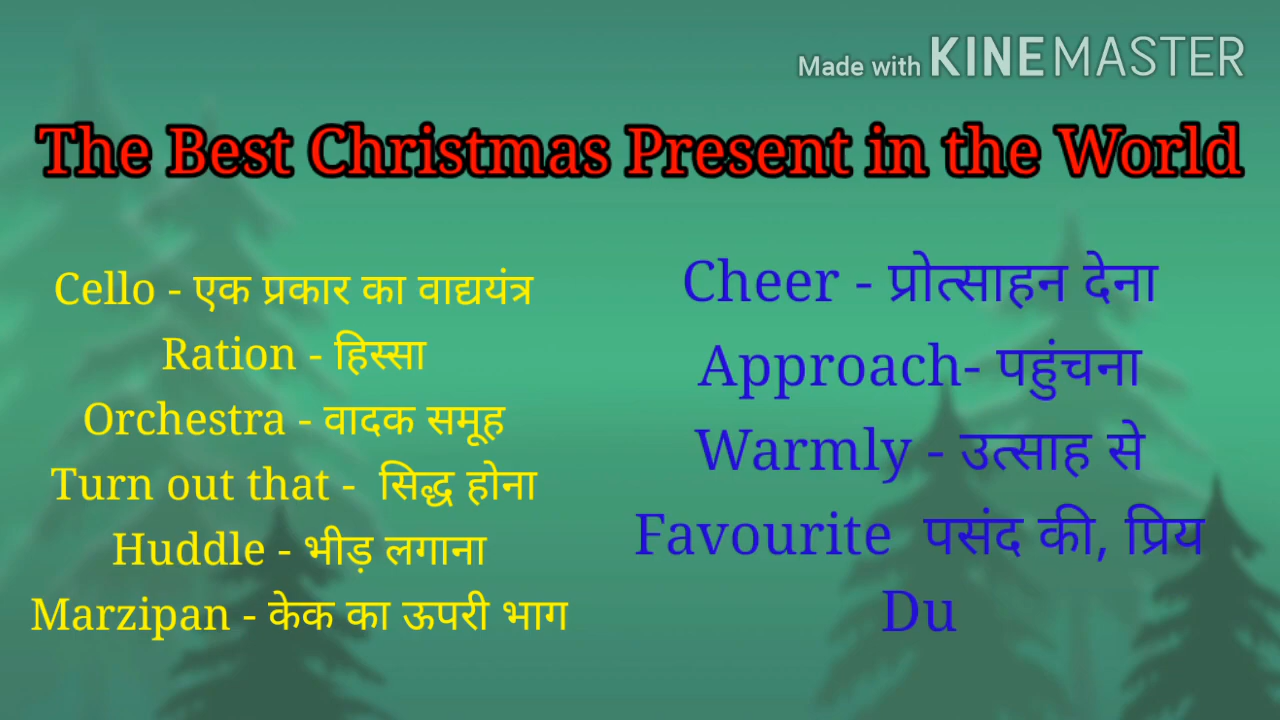 Made with KINEMASTER
The Best Christmas Present in the World
Cello - एक प्रकार का वाद्ययंत्र
Ration - हिस्सा
Orchestra - वादक समूह
Turn out that - सिद्ध होना
Huddle - भीड़ लगाना
Marzipan - केक का ऊपरी भाग
Cheer - प्रोत्साहन देना
Approach- पहुंचना
Warmly - उत्साह से
Favourite पसंद की, प्रिय
Du